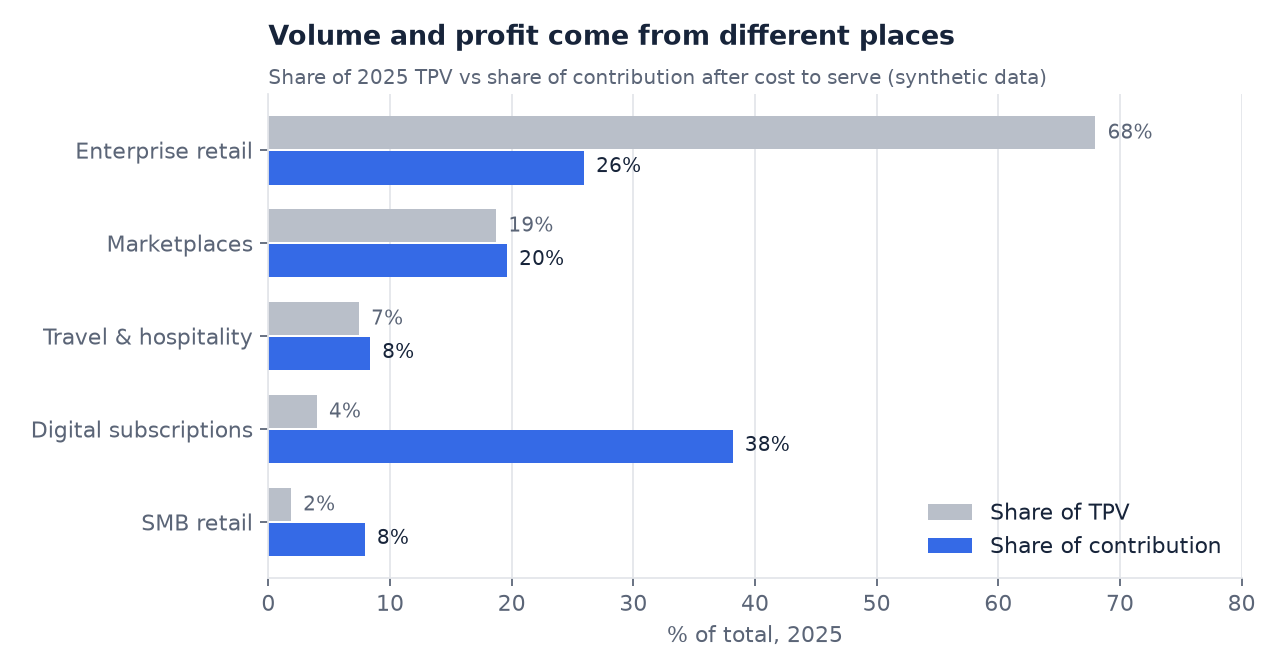 Volume and profit come from different places
Share of 2025 TPV vs share of contribution after cost to serve (synthetic data)
Enterprise retail
68%
26%
Marketplaces
19%
20%
Travel & hospitality
7%
8%
Digital subscriptions
4%
38%
SMB retail
2%
8%
Share of TPV
Share of contribution
0 10 20 30 40 50 60 70 80
% of total, 2025